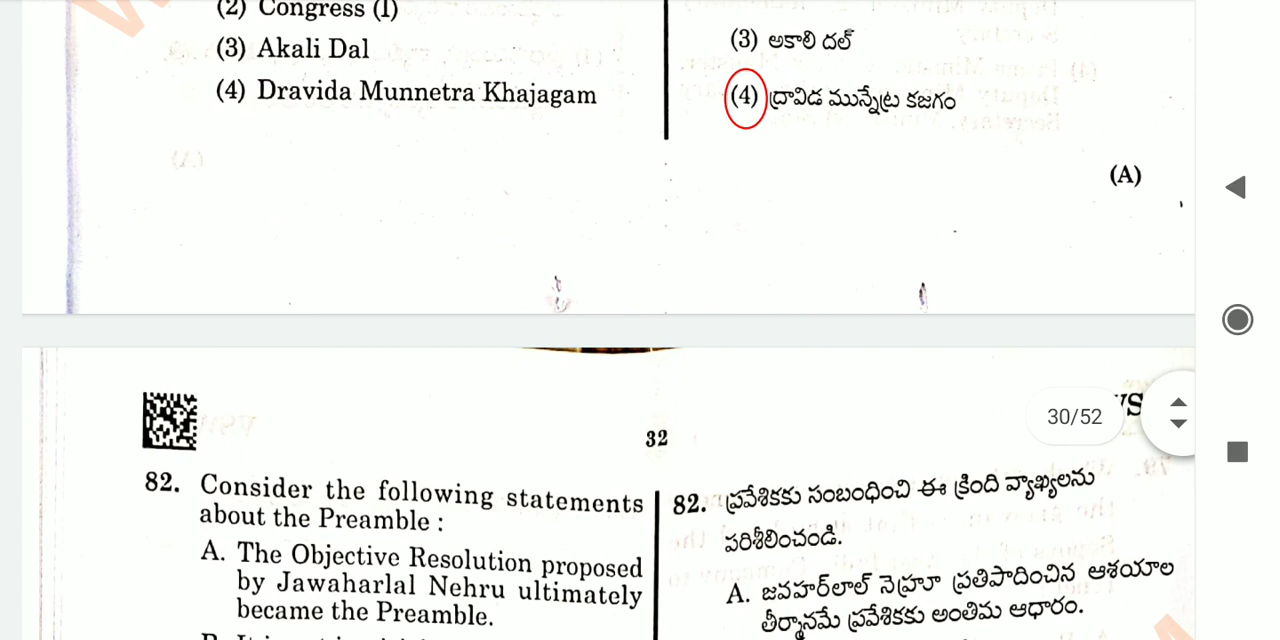 (2) Congress (I)
(3) Akali Dal
(4) Dravida Munnetra Khajagam
(3) అకాలి దల్
(4) ద్రావిడ మున్నేట్ర కజగం
(A)
30/52
32
82. Consider the following statements
about the Preamble :
A. The Objective Resolution proposed
by Jawaharlal Nehru ultimately
became the Preamble.
82. ప్రవేశికకు సంబంధించి ఈ క్రింది వ్యాఖ్యలను
పరిశీలించండి.
A. జవహర్‌లాల్ నెహ్రూ ప్రతిపాదించిన ఆశయాల
తీర్మానమే ప్రవేశికకు అంతిమ ఆధారం.